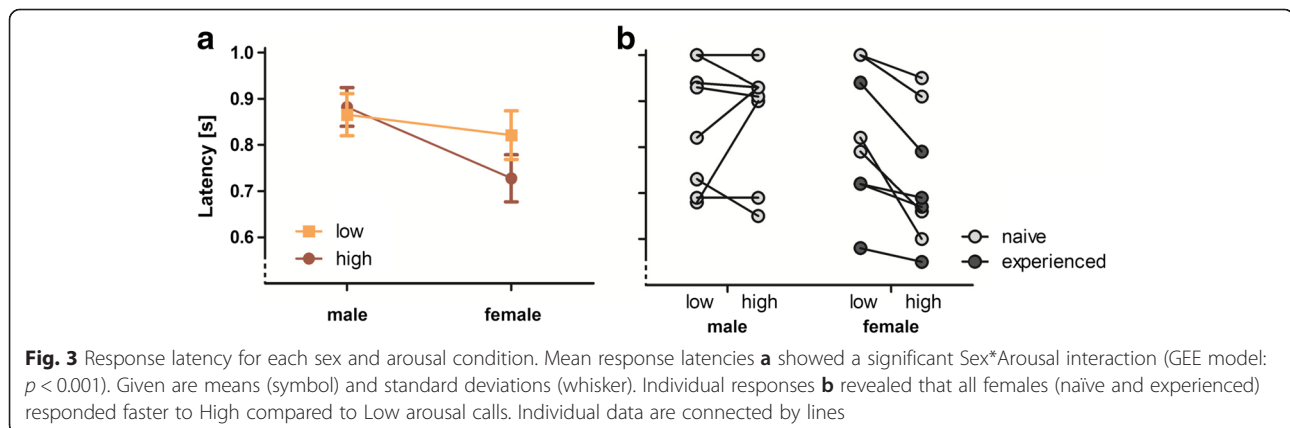 a
b
1.0
0.9
0.8
0.7
0.6
Latency [s]
low
high
male
female
naive
experienced
low high
male
low high
female
Fig. 3 Response latency for each sex and arousal condition. Mean response latencies a showed a significant Sex*Arousal interaction (GEE model:
p < 0.001). Given are means (symbol) and standard deviations (whisker). Individual responses b revealed that all females (naïve and experienced)
responded faster to High compared to Low arousal calls. Individual data are connected by lines